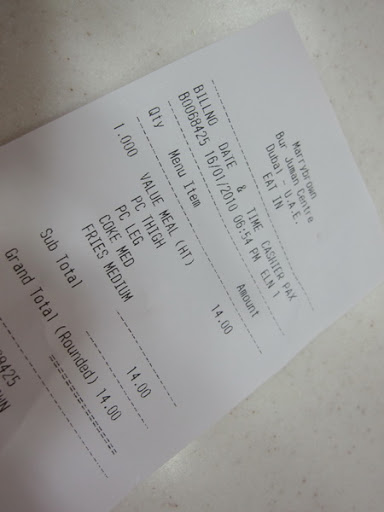 Marrybrown
Bur Juman Centre
Dubai - U.A.E.
EAT IN
BILLNO DATE & TIME CASHIER PAX
B0068425 16/01/2010 06:54 PM ELN 1
Qty Menu Item Amount
1.000 VALUE MEAL (HT) 14.00
PC THIGH
PC LEG
COKE MED
FRIES MEDIUM
Sub Total 14.00
Grand Total (Rounded) 14.00
8425